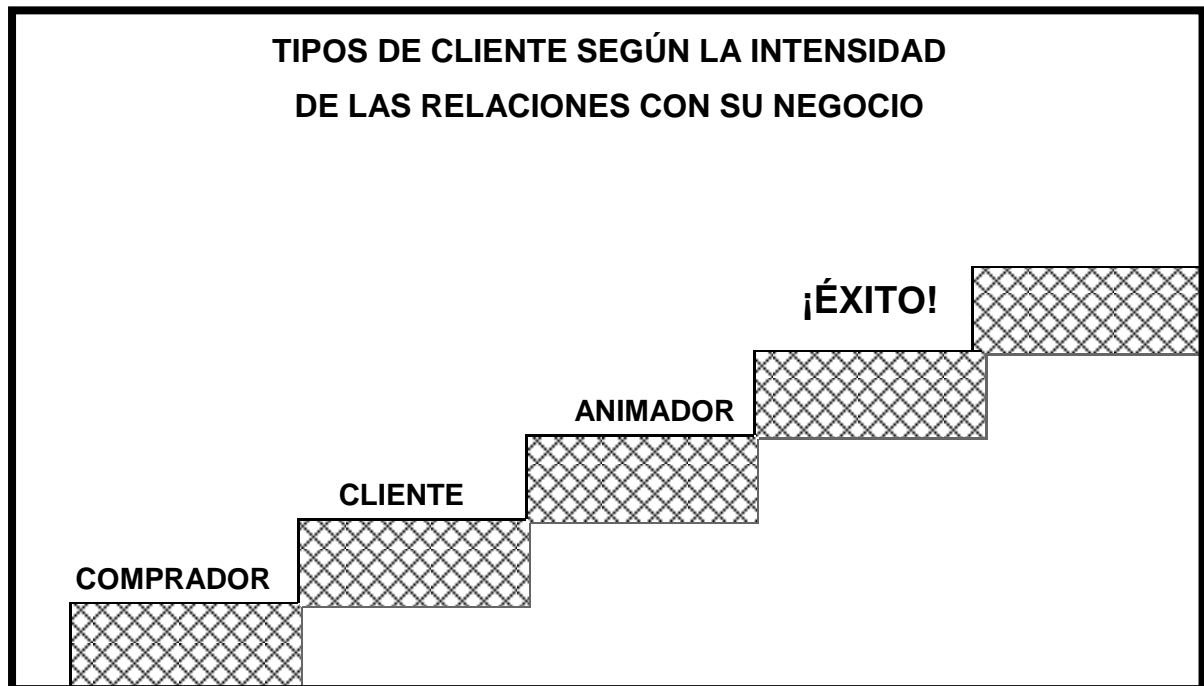 TIPOS DE CLIENTE SEGÚN LA INTENSIDAD
DE LAS RELACIONES CON SU NEGOCIO
¡ÉXITO!
ANIMADOR
CLIENTE
COMPRADOR